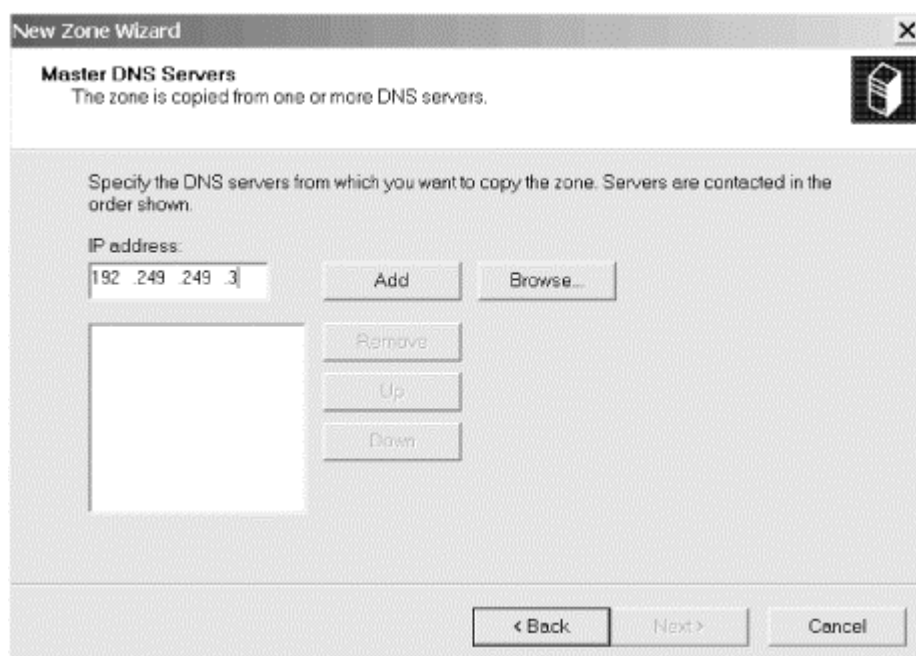 New Zone Wizard
Master DNS Servers
The zone is copied from one or more DNS servers.
Specify the DNS servers from which you want to copy the zone. Servers are contacted in the
order shown.
IP address:
192 .249 .249 .3
Add
Browse...
Remove
Up
Down
< Back
Next >
Cancel